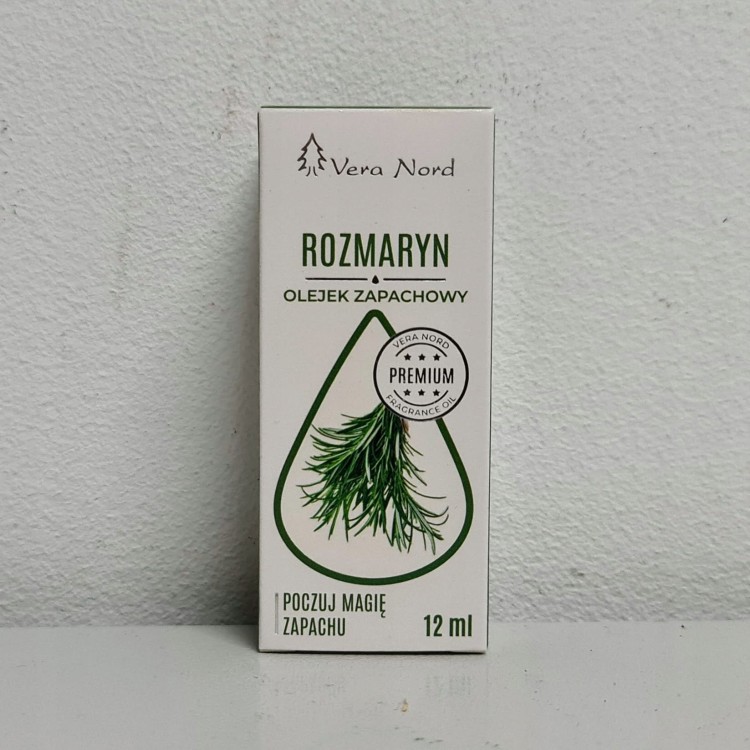 Vera Nord
ROZMARYN
OLEJEK ZAPACHOWY
VERA NORD
PREMIUM
FRAGRANCE OIL
POCZUJ MAGIĘ
ZAPACHU
12 ml